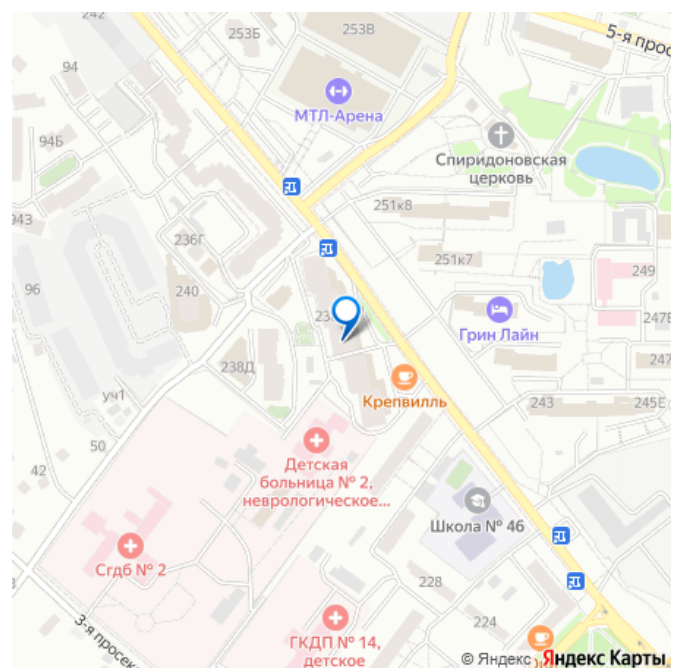 242
253Б
253В
5-я прос
94
МТЛ-Арена
94Б
Спиридоновская
церковь
251к8
943
236Г
251к7
249
96
240
247Е
Грин Лайн
238Д
247
уч1
Крепвилль
243
245Е
50
42
Детская
больница № 2,
неврологическое...
Школа № 46
Сгдб № 2
228
3-я просек
224
ГКДП № 14,
детское
© Яндекс Яндекс Карты